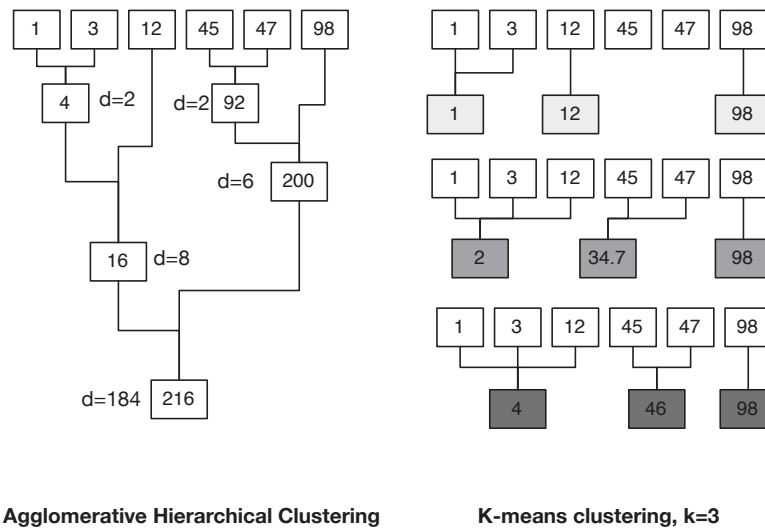 1 3 12 45 47 98
4 d=2 d=2 92
d=6 200
16 d=8
d=184 216
Agglomerative Hierarchical Clustering
1 3 12 45 47 98
1 12 98
1 3 12 45 47 98
2 34.7 98
1 3 12 45 47 98
4 46 98
K-means clustering, k=3